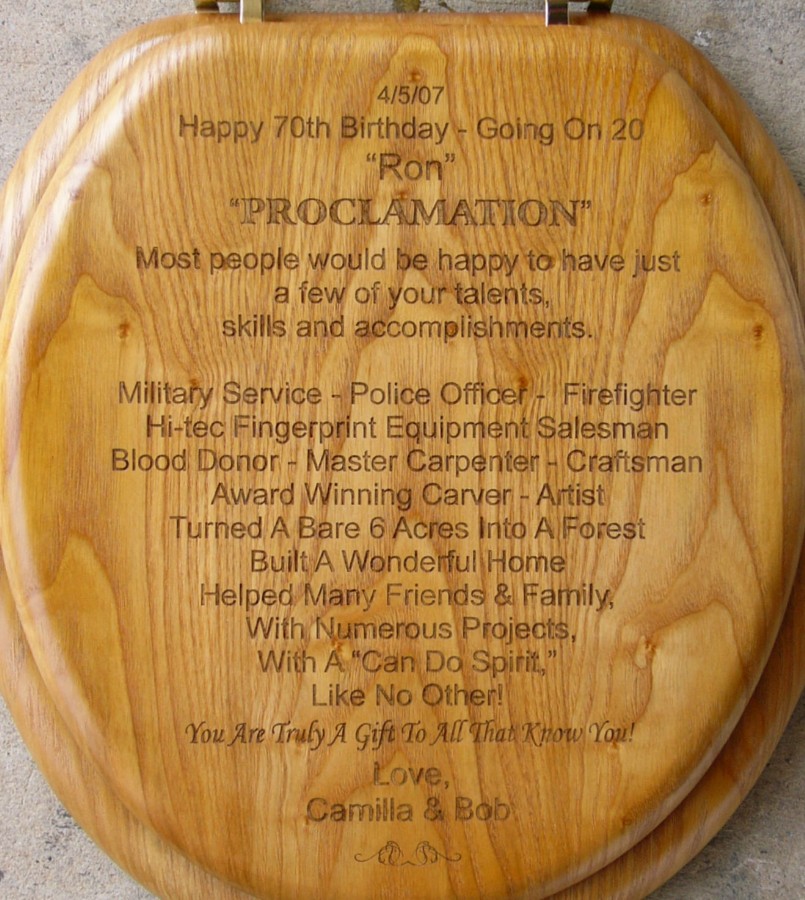 4/5/07
Happy 70th Birthday - Going On 20
“Ron”
“PROCLAMATION”
Most people would be happy to have just
a few of your talents,
skills and accomplishments.
Military Service - Police Officer - Firefighter
Hi-tec Fingerprint Equipment Salesman
Blood Donor - Master Carpenter - Craftsman
Award Winning Carver - Artist
Turned A Bare 6 Acres Into A Forest
Built A Wonderful Home
Helped Many Friends & Family,
With Numerous Projects,
With A “Can Do Spirit,”
Like No Other!
You Are Truly A Gift To All That Know You!
Love,
Camilla & Bob